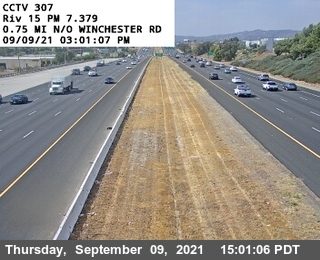 CCTV 307
Riv 15 PM 7.379
0.75 MI N/O WINCHESTER RD
09/09/21 03:01:07 PM
Thursday, September 09, 2021 15:01:06 PDT